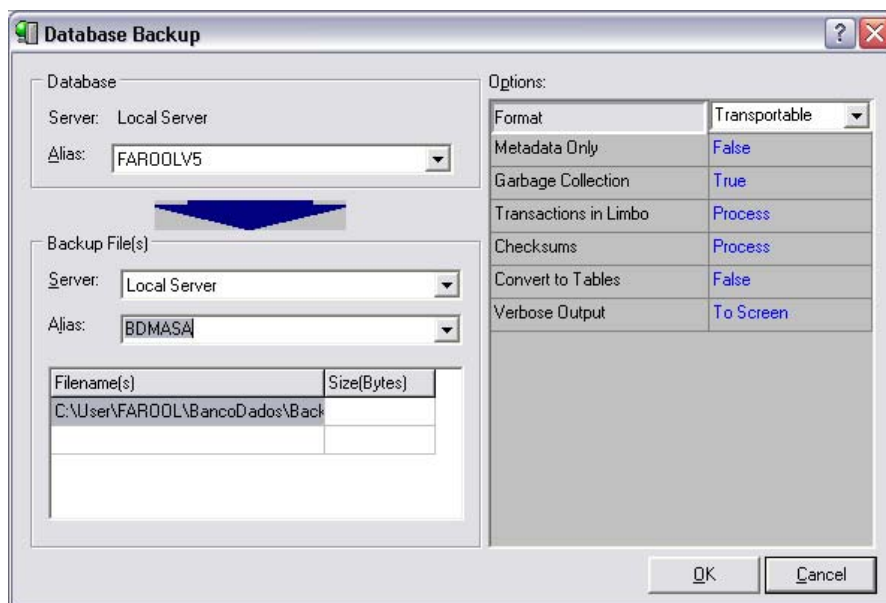 Database Backup
Database
Server: Local Server
Alias: FAROOLV5
Backup File(s)
Server: Local Server
Alias: BDMASA
Filename(s) Size(Bytes)
C:\User\FAROOL\BancoDados\Back
Options:
Format Transportable
Metadata Only False
Garbage Collection True
Transactions in Limbo Process
Checksums Process
Convert to Tables False
Verbose Output To Screen
OK Cancel